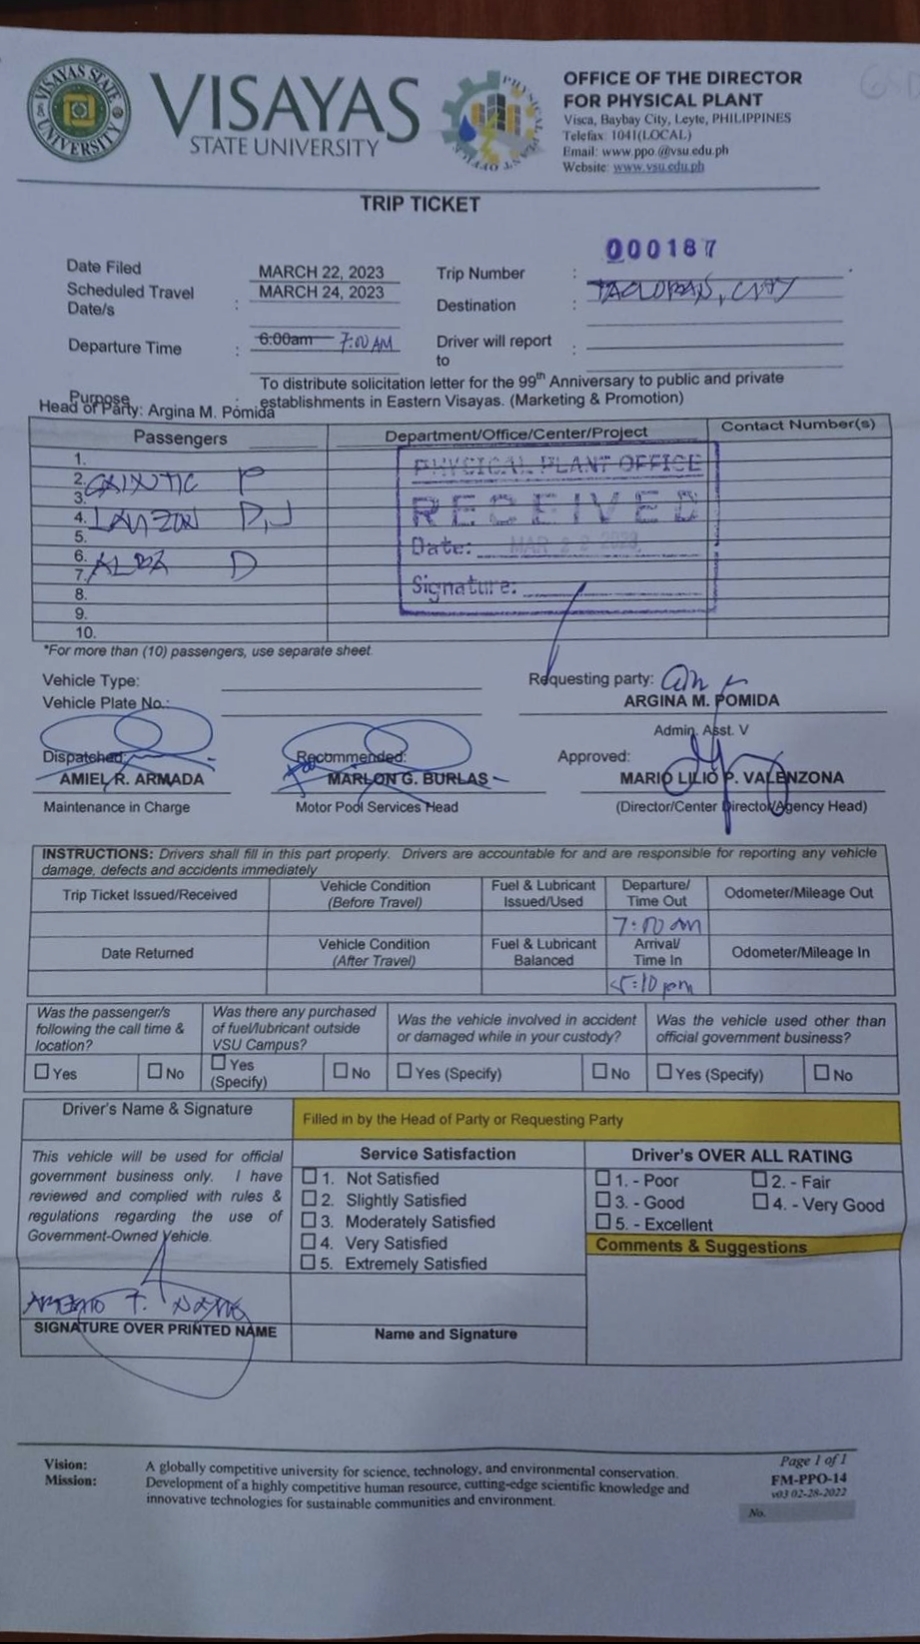 VISAYAS STATE UNIVERSITY
VISAYAS
STATE UNIVERSITY
PHYSICAL PLANT OFFICE
OFFICE OF THE DIRECTOR
FOR PHYSICAL PLANT
Visca, Baybay City, Leyte, PHILIPPINES
Telefax: 1041(LOCAL)
Email: www.ppo.@vsu.edu.ph
Website: www.vsu.edu.ph
TRIP TICKET
000187
Date Filed MARCH 22, 2023 Trip Number :
Scheduled Travel Date/s : MARCH 24, 2023 Destination : TACLOBAN, CITY
Departure Time : 6:00am 7:00 AM Driver will report to :
Purpose : To distribute solicitation letter for the 99th Anniversary to public and private
establishments in Eastern Visayas. (Marketing & Promotion)
Head of Party: Argina M. Pomida
Passengers Department/Office/Center/Project Contact Number(s)
1.
2.
3.
4. LAUZON D,J
5.
6.
7.
8.
9.
10.
PHYSICAL PLANT OFFICE
RECEIVED
Date: MAR 22 2023
Signature:
*For more than (10) passengers, use separate sheet
Vehicle Type: Requesting party:
Vehicle Plate No.: ARGINA M. POMIDA
Admin. Asst. V
Dispatched: Recommended: Approved:
AMIEL R. ARMADA MARLON G. BURLAS MARIO LILIO P. VALENZONA
Maintenance in Charge Motor Pool Services Head (Director/Center Director/Agency Head)
INSTRUCTIONS: Drivers shall fill in this part properly. Drivers are accountable for and are responsible for reporting any vehicle
damage, defects and accidents immediately
Trip Ticket Issued/Received Vehicle Condition (Before Travel) Fuel & Lubricant Issued/Used Departure/ Time Out Odometer/Mileage Out
7:00 am
Date Returned Vehicle Condition (After Travel) Fuel & Lubricant Balanced Arrival/ Time In Odometer/Mileage In
5:10 pm
Was the passenger/s following the call time & location? Was there any purchased of fuel/lubricant outside VSU Campus? Was the vehicle involved in accident or damaged while in your custody? Was the vehicle used other than official government business?
Yes No Yes (Specify) No Yes (Specify) No Yes (Specify) No
Driver's Name & Signature Filled in by the Head of Party or Requesting Party
This vehicle will be used for official
government business only. I have
reviewed and complied with rules &
regulations regarding the use of
Government-Owned Vehicle.
SIGNATURE OVER PRINTED NAME
Service Satisfaction
1. Not Satisfied
2. Slightly Satisfied
3. Moderately Satisfied
4. Very Satisfied
5. Extremely Satisfied
Name and Signature
Driver's OVER ALL RATING
1. - Poor 2. - Fair
3. - Good 4. - Very Good
5. - Excellent
Comments & Suggestions
Vision: A globally competitive university for science, technology, and environmental conservation.
Mission: Development of a highly competitive human resource, cutting-edge scientific knowledge and
innovative technologies for sustainable communities and environment.
Page 1 of 1
FM-PPO-14
v03 02-28-2022
No.